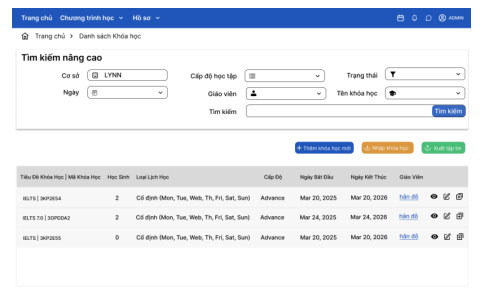 Trang chủ Chương trình học Hồ sơ ADMIN
Trang chủ > Danh sách Khóa học
Tìm kiếm nâng cao
Cơ sở LYNN Cấp độ học tập Trạng thái
Ngày Giáo viên Tên khóa học
Tìm kiếm Tìm kiếm
+ Thêm khóa học mới Nhập khóa học Xuất tập tin
Tiêu Đề Khóa Học | Mã Khóa Học Học Sinh Loại Lịch Học Cấp Độ Ngày Bắt Đầu Ngày Kết Thúc Giáo Viên
IELTS | 3KP2E54 2 Cố định (Mon, Tue, Web, Th, Fri, Sat, Sun) Advance Mar 20, 2025 Mar 20, 2026 hân đỗ
IELTS 7.0 | 3OPDDA2 2 Cố định (Mon, Tue, Web, Th, Fri, Sat, Sun) Advance Mar 24, 2025 Mar 24, 2026 hân đỗ
IELTS | 3KP2E55 0 Cố định (Mon, Tue, Web, Th, Fri, Sat, Sun) Advance Mar 20, 2025 Mar 20, 2026 hân đỗ